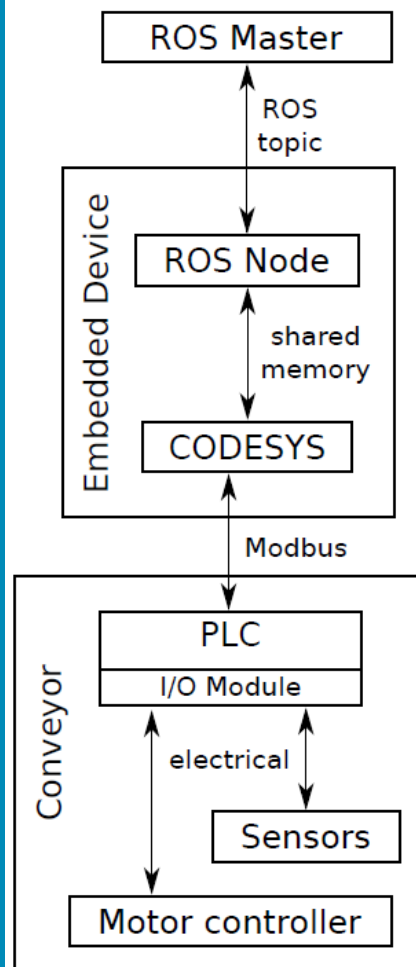 ROS Master
ROS
topic
Embedded Device
ROS Node
shared
memory
CODESYS
Modbus
Conveyor
PLC
I/O Module
electrical
Sensors
Motor controller